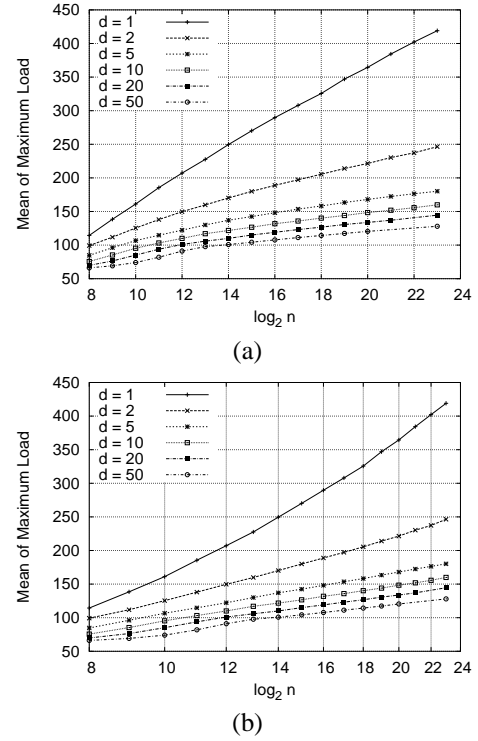 450
400
350
300
250
200
150
100
50
Mean of Maximum Load
d = 1
d = 2
d = 5
d = 10
d = 20
d = 50
8 10 12 14 16 18 20 22 24
log2 n
(a)
450
400
350
300
250
200
150
100
50
Mean of Maximum Load
d = 1
d = 2
d = 5
d = 10
d = 20
d = 50
8 10 12 14 16 18 20 22 24
log2 n
(b)